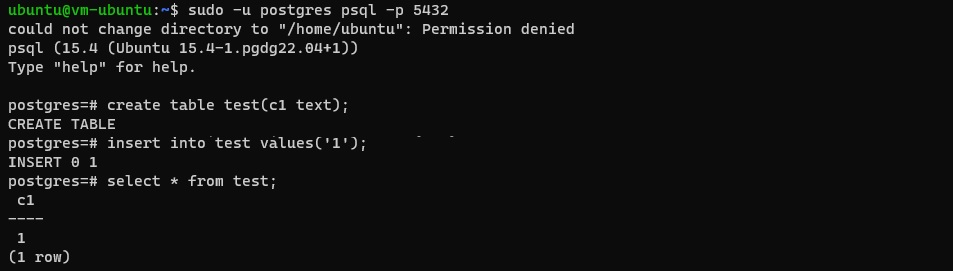 ubuntu@vm-ubuntu:~$ sudo -u postgres psql -p 5432
could not change directory to "/home/ubuntu": Permission denied
psql (15.4 (Ubuntu 15.4-1.pgdg22.04+1))
Type "help" for help.
postgres=# create table test(c1 text);
CREATE TABLE
postgres=# insert into test values('1');
INSERT 0 1
postgres=# select * from test;
 c1
----
 1
(1 row)